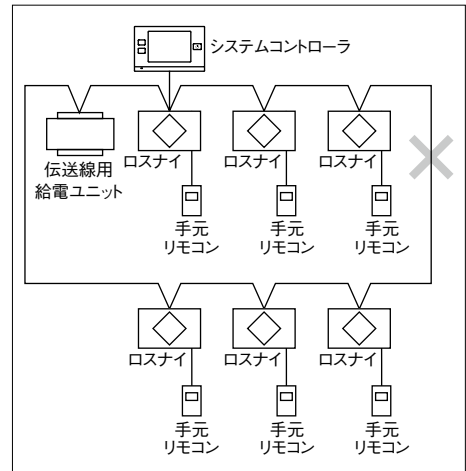 システムコントローラ
伝送線用
給電ユニット
ロスナイ
ロスナイ
ロスナイ
手元
リモコン
手元
リモコン
手元
リモコン
ロスナイ
ロスナイ
ロスナイ
手元
リモコン
手元
リモコン
手元
リモコン